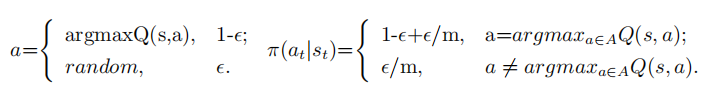 a={ argmaxQ(s,a), 1-ϵ; random, ϵ.
π(a_t|s_t)={ 1-ϵ+ϵ/m, a=argmax_{a∈A}Q(s, a); ϵ/m, a ≠ argmax_{a∈A}Q(s, a).